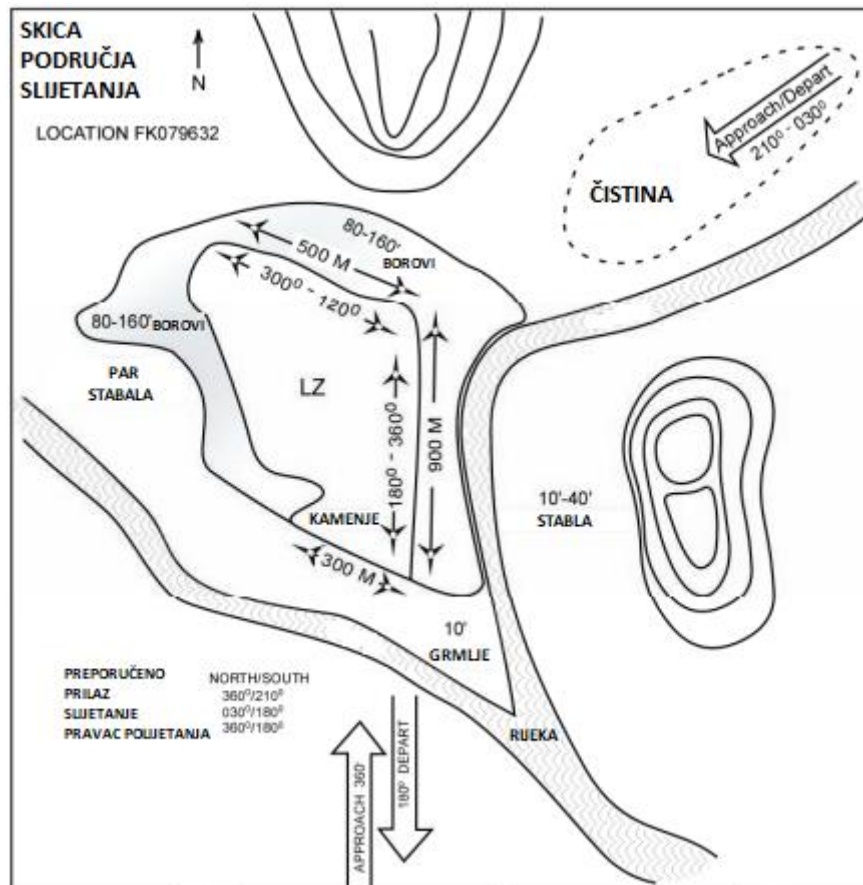 SKICA
PODRUČJA
SLIJETANJA
N
LOCATION FK079632
Approach/Depart
210⁰ - 030⁰
ČISTINA
80-160'
BOROVI
500 M
300⁰ - 120⁰
80-160' BOROVI
PAR
STABALA
LZ
180⁰ - 360⁰
900 M
10'-40'
STABLA
KAMENJE
300 M
10'
GRMLJE
RIJEKA
PREPORUČENO NORTH/SOUTH
PRILAZ 360⁰/210⁰
SLIJETANJE 030⁰/180⁰
PRAVAC POLIJETANJA 360⁰/180⁰
APPROACH 360'
180⁰ DEPART